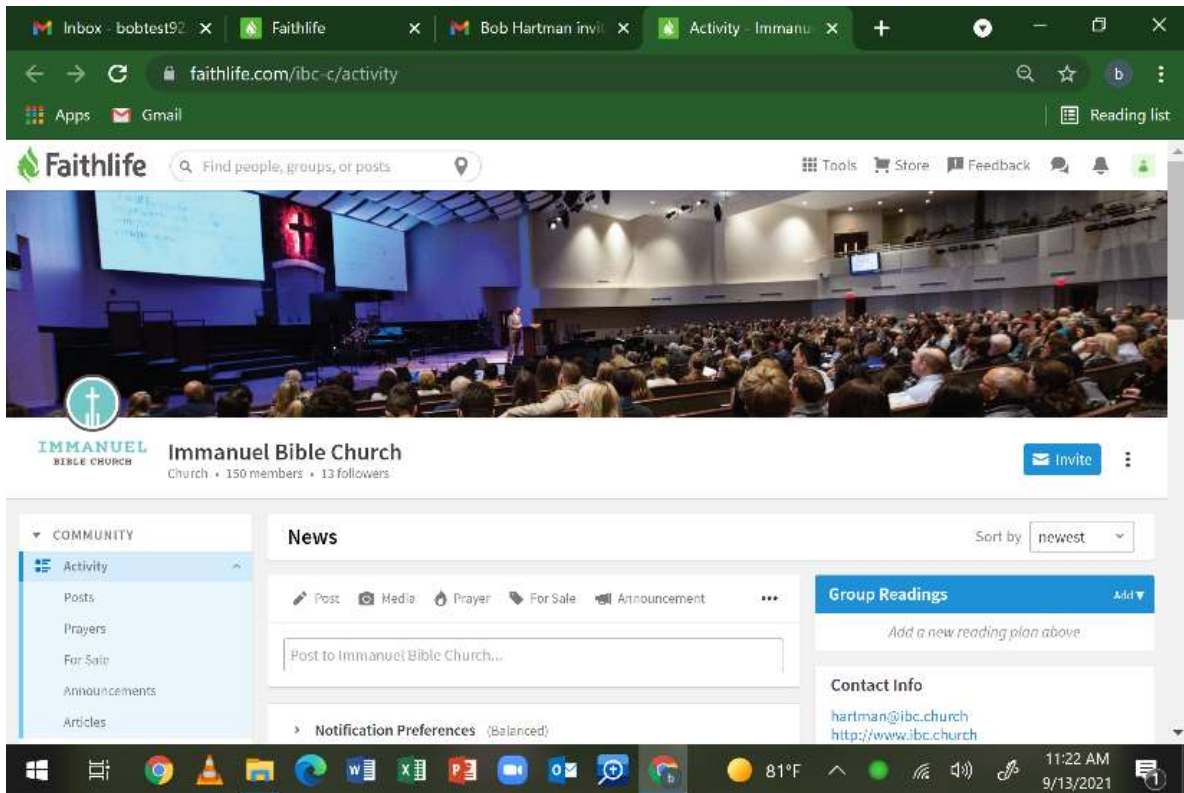 Inbox - bobtest92
Faithlife
Bob Hartman invit
Activity - Immanu
faithlife.com/ibc-c/activity
b
Apps
Gmail
Reading list
Faithlife
Find people, groups, or posts
Tools
Store
Feedback
IMMANUEL
BIBLE CHURCH
Immanuel Bible Church
Church • 150 members • 13 followers
Invite
COMMUNITY
Activity
Posts
Prayers
For Sale
Announcements
Articles
News
Sort by newest
Post
Media
Prayer
For Sale
Announcement
Post to Immanuel Bible Church...
Notification Preferences (Balanced)
Group Readings
Add
Add a new reading plan above
Contact Info
hartman@ibc.church
http://www.ibc.church
81°F
11:22 AM
9/13/2021
1